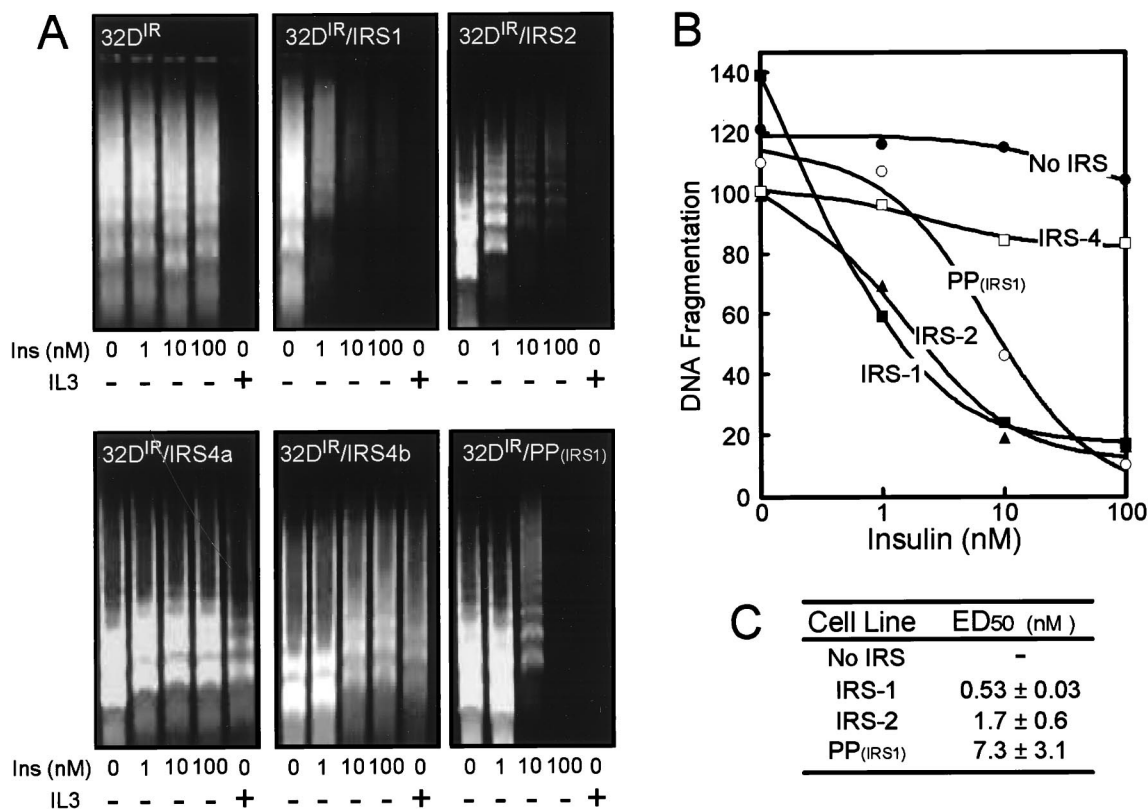 A
32D^IR
32D^IR/IRS1
32D^IR/IRS2
Ins (nM) 0 1 10 100 0 0 1 10 100 0 0 1 10 100 0
IL3 - - - - + - - - - + - - - - +
32D^IR/IRS4a
32D^IR/IRS4b
32D^IR/PP(IRS1)
Ins (nM) 0 1 10 100 0 0 1 10 100 0 0 1 10 100 0
IL3 - - - - + - - - - + - - - - +
B
DNA Fragmentation
140
120
100
80
60
40
20
0
No IRS
IRS-4
PP(IRS1)
IRS-2
IRS-1
0 1 10 100
Insulin (nM)
C
Cell Line ED50 (nM)
No IRS -
IRS-1 0.53 ± 0.03
IRS-2 1.7 ± 0.6
PP(IRS1) 7.3 ± 3.1